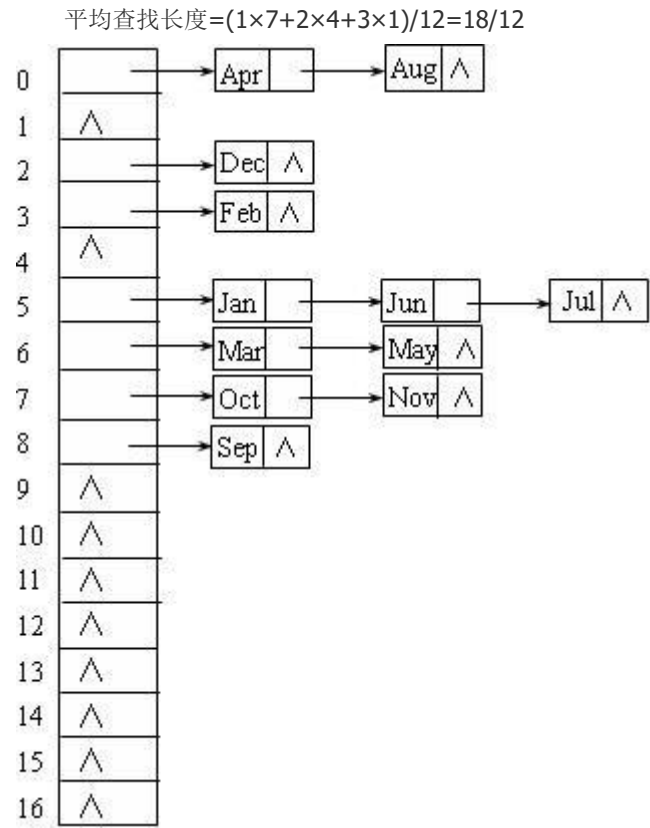 平均查找长度=(1×7+2×4+3×1)/12=18/12
0 Apr Aug ∧
1 ∧
2 Dec ∧
3 Feb ∧
4 ∧
5 Jan Jun Jul ∧
6 Mar May ∧
7 Oct Nov ∧
8 Sep ∧
9 ∧
10 ∧
11 ∧
12 ∧
13 ∧
14 ∧
15 ∧
16 ∧